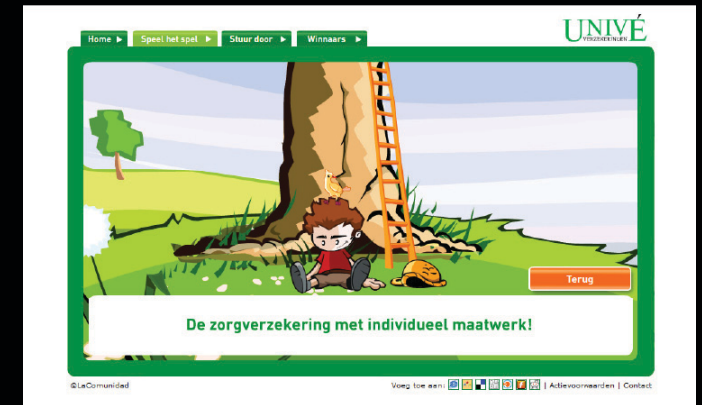 Home
Speel het spel
Stuur door
Winnaars
UNIVÉ
VERZEKERINGEN
Terug
De zorgverzekering met individueel maatwerk!
©LaComunidad
Voeg toe aan: | Actievoorwaarden | Contact